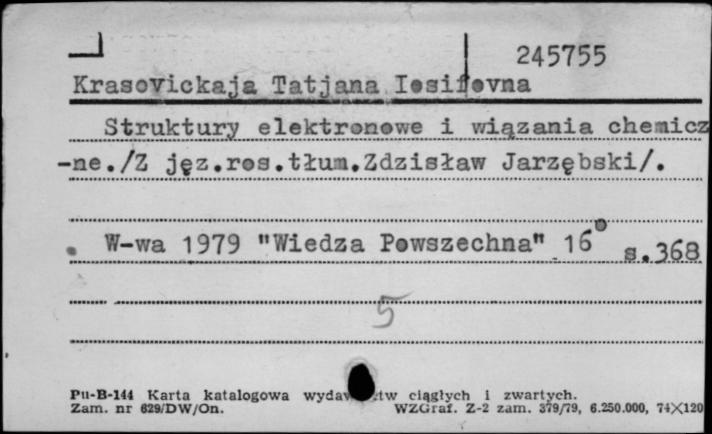 245755
Krasovickaja Tatjana Iosifovna
Struktury elektronowe i wiązania chemicz
-ne./Z jęz.ros.tłum.Zdzisław Jarzębski/.
W-wa 1979 "Wiedza Powszechna" 16° s.368
5
Pu-B-144 Karta katalogowa wydawnictw ciągłych i zwartych.
Zam. nr 629/DW/On. WZGraf. Z-2 zam. 379/79, 6.250.000, 74×120